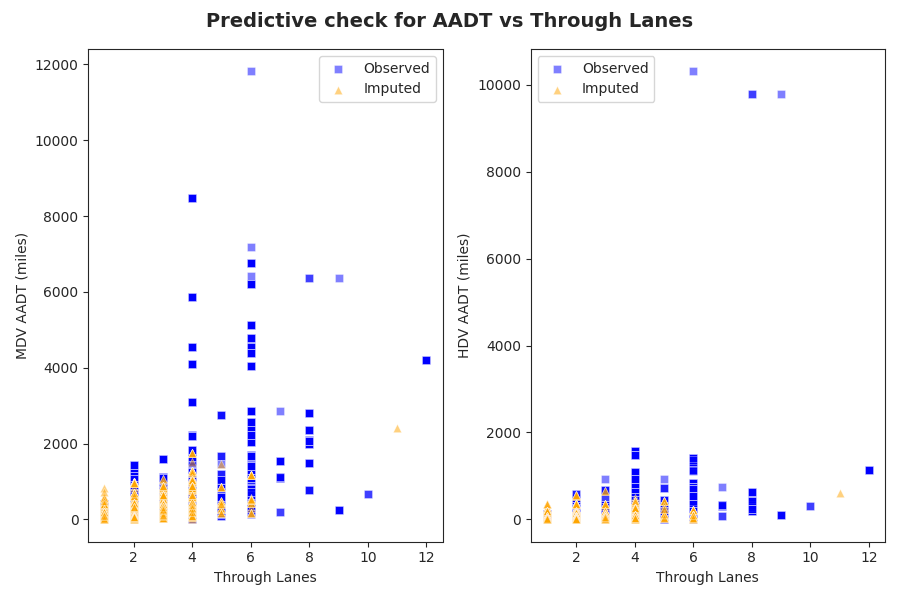 Predictive check for AADT vs Through Lanes
12000
10000
8000
6000
4000
2000
0
MDV AADT (miles)
Observed
Imputed
2 4 6 8 10 12
Through Lanes
10000
8000
6000
4000
2000
0
HDV AADT (miles)
Observed
Imputed
2 4 6 8 10 12
Through Lanes